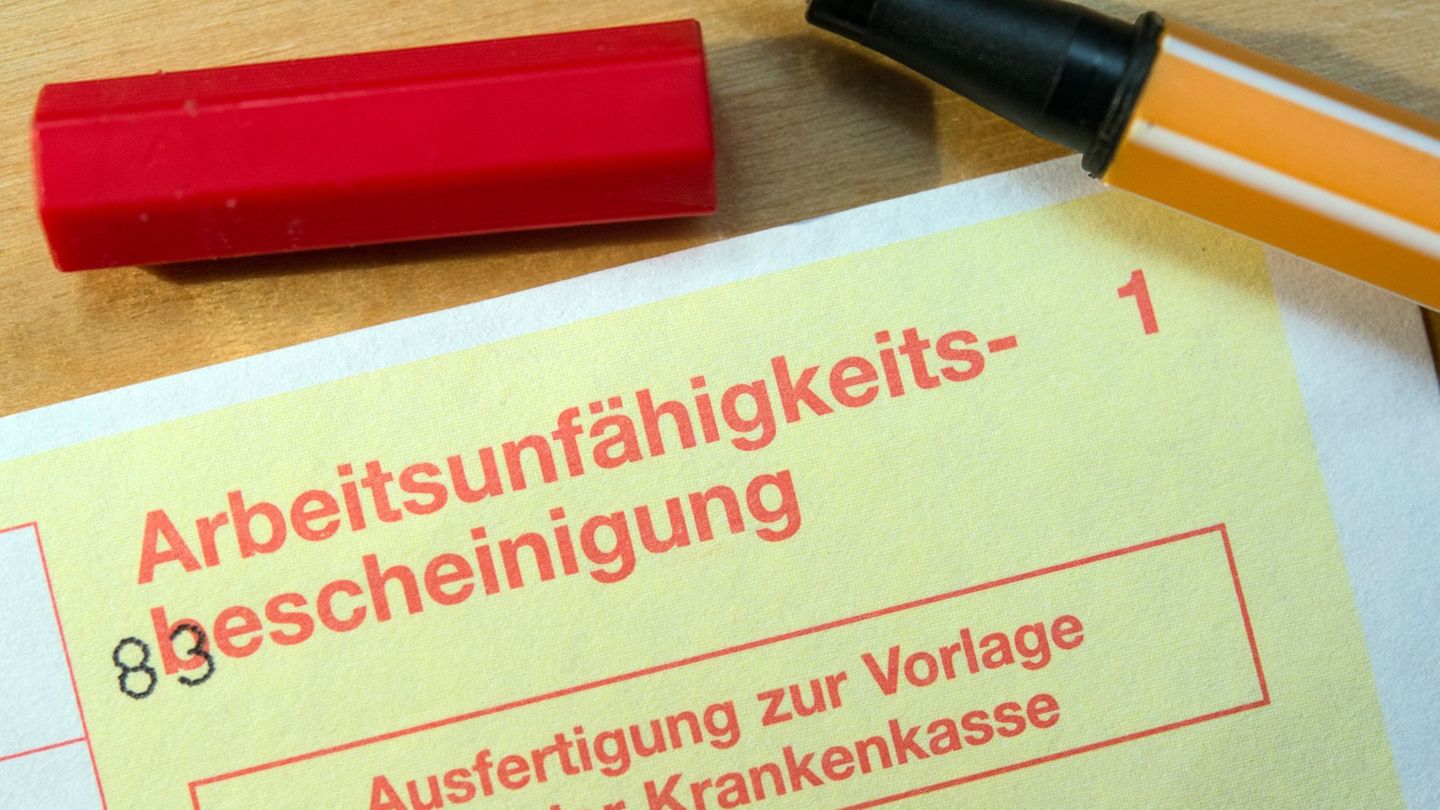 Arbeitsunfähigkeits- 1
bescheinigung
83
Ausfertigung zur Vorlage
Krankenkasse